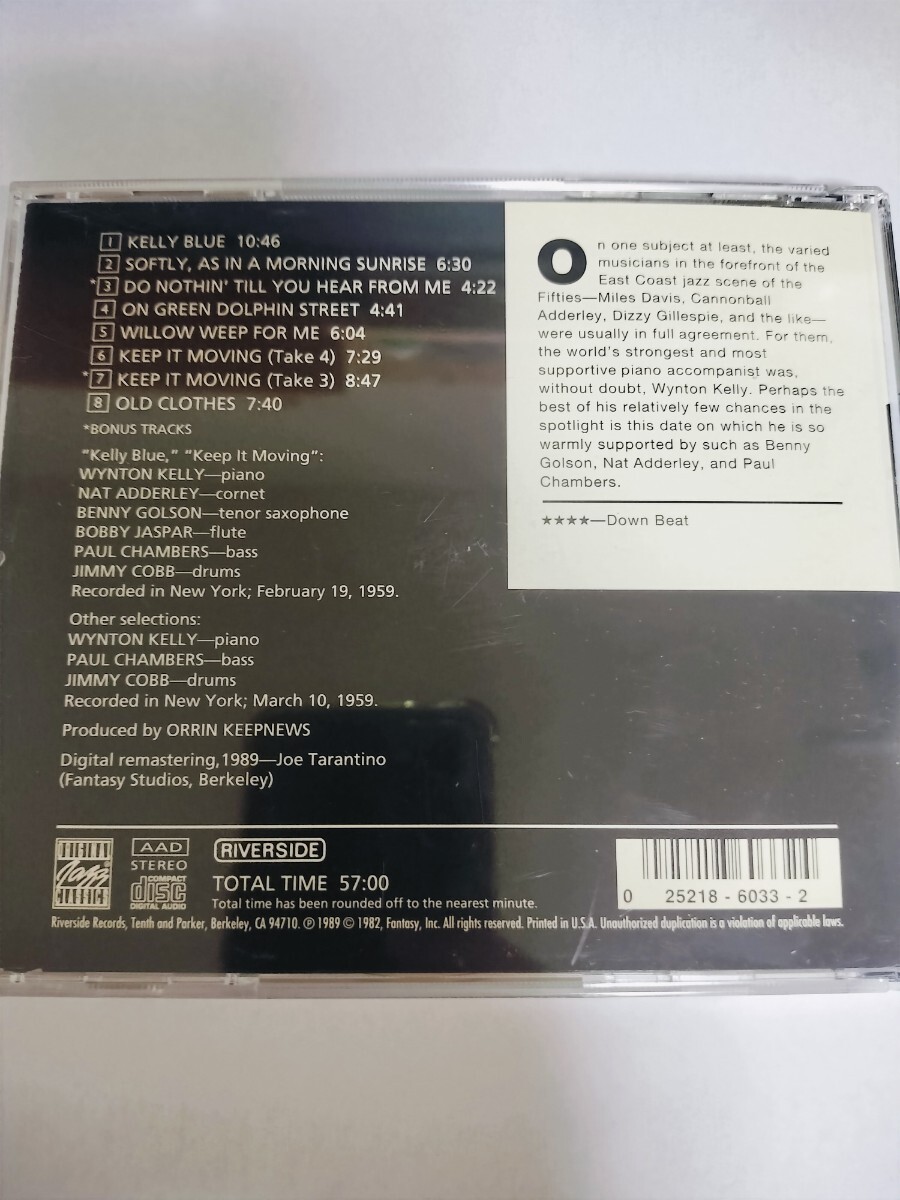 1 KELLY BLUE 10:46
2 SOFTLY, AS IN A MORNING SUNRISE 6:30
*3 DO NOTHIN' TILL YOU HEAR FROM ME 4:22
4 ON GREEN DOLPHIN STREET 4:41
5 WILLOW WEEP FOR ME 6:04
6 KEEP IT MOVING (Take 4) 7:29
*7 KEEP IT MOVING (Take 3) 8:47
8 OLD CLOTHES 7:40
*BONUS TRACKS
"Kelly Blue," "Keep It Moving":
WYNTON KELLY—piano
NAT ADDERLEY—cornet
BENNY GOLSON—tenor saxophone
BOBBY JASPAR—flute
PAUL CHAMBERS—bass
JIMMY COBB—drums
Recorded in New York; February 19, 1959.
Other selections:
WYNTON KELLY—piano
PAUL CHAMBERS—bass
JIMMY COBB—drums
Recorded in New York; March 10, 1959.
Produced by ORRIN KEEPNEWS
Digital remastering,1989—Joe Tarantino
(Fantasy Studios, Berkeley)
On one subject at least, the varied
musicians in the forefront of the
East Coast jazz scene of the
Fifties—Miles Davis, Cannonball
Adderley, Dizzy Gillespie, and the like—
were usually in full agreement. For them,
the world's strongest and most
supportive piano accompanist was,
without doubt, Wynton Kelly. Perhaps the
best of his relatively few chances in the
spotlight is this date on which he is so
warmly supported by such as Benny
Golson, Nat Adderley, and Paul
Chambers.
★★★★—Down Beat
ORIGINAL
Jazz®
CLASSICS
AAD
STEREO
COMPACT
disc
DIGITAL AUDIO
RIVERSIDE
TOTAL TIME 57:00
Total time has been rounded off to the nearest minute.
0 25218-6033-2
Riverside Records, Tenth and Parker, Berkeley, CA 94710. ℗ 1989 © 1982, Fantasy, Inc. All rights reserved. Printed in U.S.A. Unauthorized duplication is a violation of applicable laws.